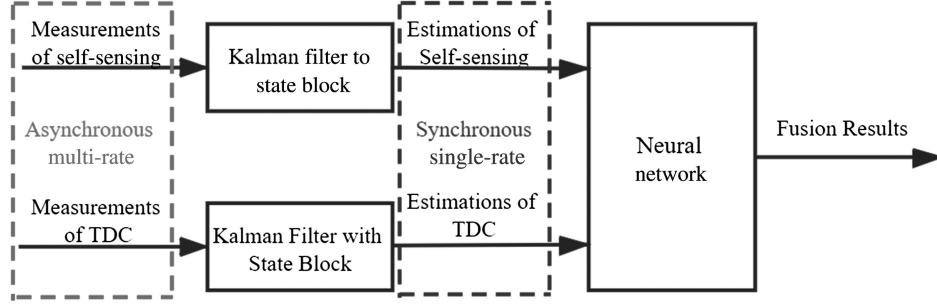 Measurements
of self-sensing
Kalman filter to
state block
Estimations of
Self-sensing
Asynchronous
multi-rate
Synchronous
single-rate
Neural
network
Fusion Results
Measurements
of TDC
Kalman Filter with
State Block
Estimations of
TDC